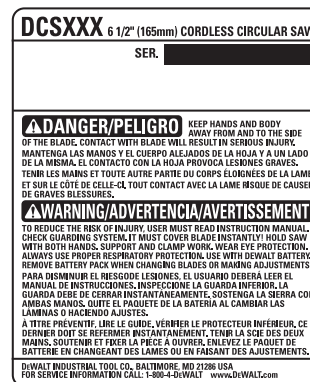 DCSXXX 6 1/2" (165mm) CORDLESS CIRCULAR SAW
SER.
DANGER/PELIGRO KEEP HANDS AND BODY
AWAY FROM AND TO THE SIDE
OF THE BLADE. CONTACT WITH BLADE WILL RESULT IN SERIOUS INJURY.
MANTENGA LAS MANOS Y EL CUERPO ALEJADOS DE LA HOJA Y A UN LADO
DE LA MISMA. EL CONTACTO CON LA HOJA PROVOCA LESIONES GRAVES.
TENIR LES MAINS ET TOUTE AUTRE PARTIE DU CORPS ÉLOIGNÉES DE LA LAME
ET SUR LE CÔTÉ DE CELLE-CI, TOUT CONTACT AVEC LA LAME RISQUE DE CAUSER
DE GRAVES BLESSURES.
WARNING/ADVERTENCIA/AVERTISSEMENT
TO REDUCE THE RISK OF INJURY, USER MUST READ INSTRUCTION MANUAL.
CHECK GUARDING SYSTEM. IT MUST COVER BLADE INSTANTLY! HOLD SAW
WITH BOTH HANDS. SUPPORT AND CLAMP WORK. WEAR EYE PROTECTION.
ALWAYS USE PROPER RESPIRATORY PROTECTION. USE WITH DEWALT BATTERY.
REMOVE BATTERY PACK WHEN CHANGING BLADES OR MAKING ADJUSTMENTS
PARA DISMINUIR EL RIESGO DE LESIONES, EL USUARIO DEBERÁ LEER EL
MANUAL DE INSTRUCCIONES. INSPECCIONE LA GUARDA INFERIOR. LA
GUARDA DEBE DE CERRAR INSTANTÁNEAMENTE, SOSTENGA LA SIERRA CON
AMBAS MANOS. QUITE EL PAQUETE DE LA BATERÍA AL CAMBIAR LAS
LÁMINAS O HACIENDO AJUSTES.
À TITRE PRÉVENTIF, LIRE LE GUIDE, VÉRIFIER LE PROTECTEUR INFÉRIEUR, CE
DERNIER DOIT SE REFERMER INSTANTANÉMENT, TENIR LA SCIE DES DEUX
MAINS. SOUTENIR ET FIXER LA PIÈCE À OUVRER. ENLEVEZ LE PAQUET DE
BATTERIE EN CHANGEANT DES LAMES OU EN FAISANT DES AJUSTEMENTS.
DEWALT INDUSTRIAL TOOL CO., BALTIMORE, MD 21286 USA
FOR SERVICE INFORMATION CALL: 1-800-4-DEWALT www.DeWALT.com